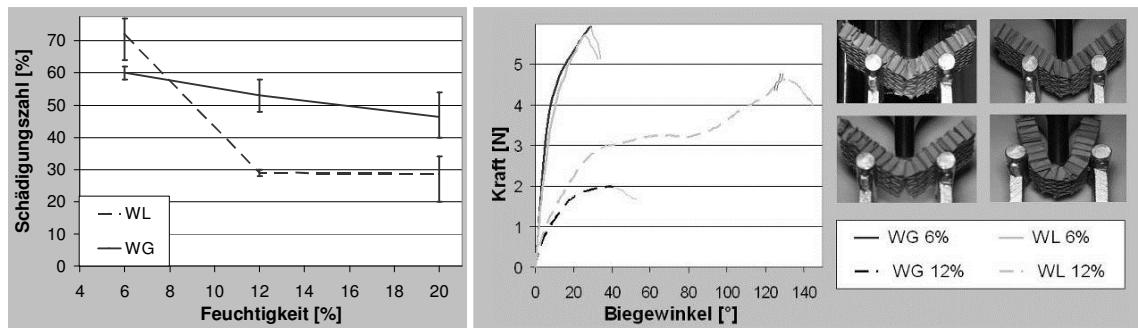 Schädigungszahl [%]
70
60
50
40
30
20
10
0
WL
WG
4 6 8 10 12 14 16 18 20
Feuchtigkeit [%]
Kraft [N]
5
4
3
2
1
0
0 20 40 60 80 100 120 140
Biegewinkel [°]
WG 6% WL 6%
WG 12% WL 12%